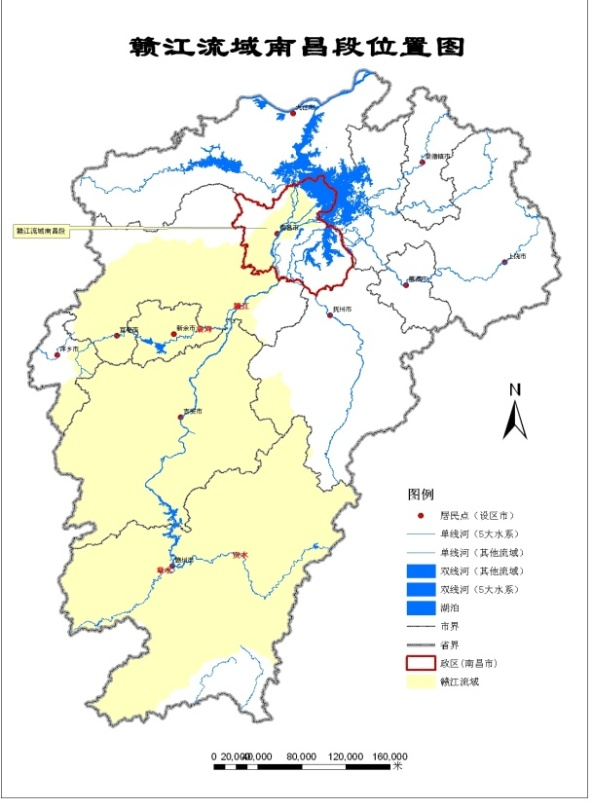 赣江流域南昌段位置图
九江市
景德镇市
赣江流域南昌段
南昌市
上饶市
鹰潭市
赣江
抚州市
新余市
袁河
宜春市
萍乡市
吉安市
N
贡水
赣州市
章水
图例
居民点（设区市）
单线河（5大水系）
单线河（其他流域）
双线河（其他流域）
双线河（5大水系）
湖泊
市界
省界
政区(南昌市)
赣江流域
0 20,000 40,000 80,000 120,000 160,000
米